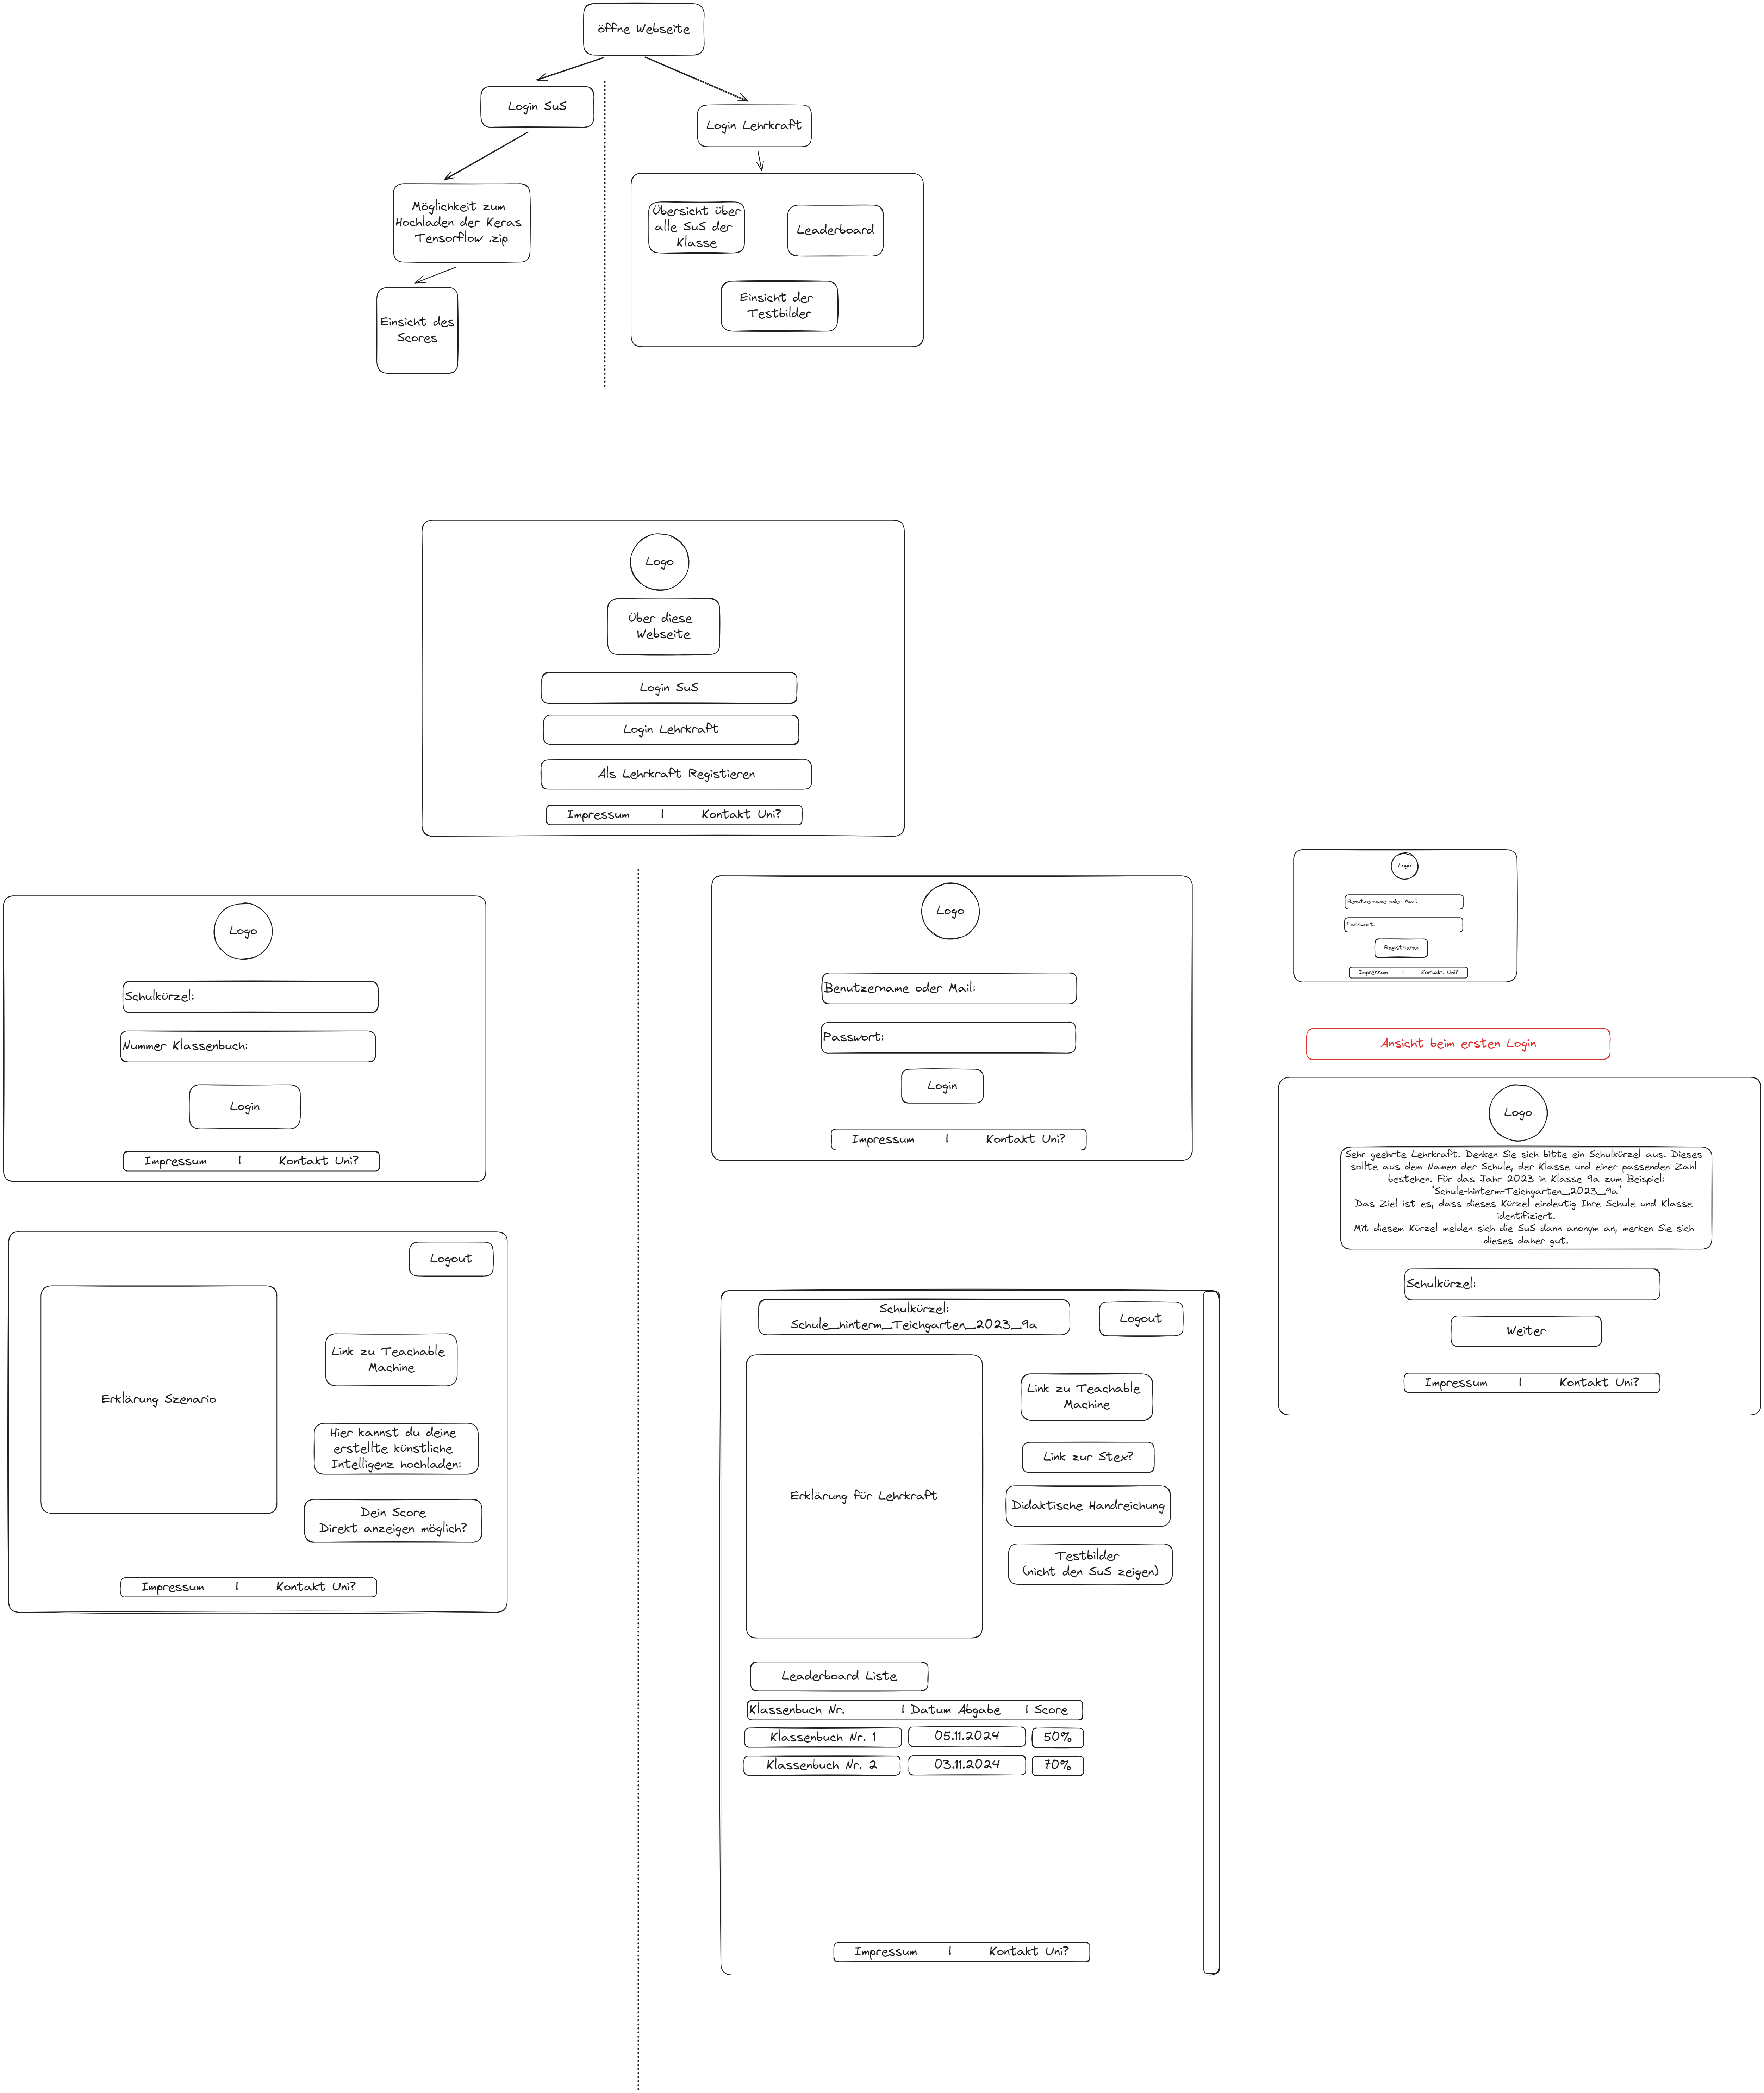 öffne Webseite
Login SuS
Login Lehrkraft
Möglichkeit zum
Hochladen der Keras
Tensorflow .zip
Einsicht des
Scores
Übersicht über
alle SuS der
Klasse
Leaderboard
Einsicht der
Testbilder
Logo
Über diese
Webseite
Login SuS
Login Lehrkraft
Als Lehrkraft Registieren
Impressum | Kontakt Uni?
Logo
Schulkürzel:
Nummer Klassenbuch:
Login
Impressum | Kontakt Uni?
Logout
Erklärung Szenario
Link zu Teachable
Machine
Hier kannst du deine
erstellte künstliche
Intelligenz hochladen:
Dein Score
Direkt anzeigen möglich?
Impressum | Kontakt Uni?
Logo
Benutzername oder Mail:
Passwort:
Login
Impressum | Kontakt Uni?
Schulkürzel:
Schule_hinterm_Teichgarten_2023_9a
Logout
Erklärung für Lehrkraft
Link zu Teachable
Machine
Link zur Stex?
Didaktische Handreichung
Testbilder
(nicht den SuS zeigen)
Leaderboard Liste
Klassenbuch Nr. | Datum Abgabe | Score
Klassenbuch Nr. 1 05.11.2024 50%
Klassenbuch Nr. 2 03.11.2024 70%
Impressum | Kontakt Uni?
Logo
Benutzername oder Mail:
Passwort:
Registrieren
Impressum | Kontakt Uni?
Ansicht beim ersten Login
Logo
Sehr geehrte Lehrkraft. Denken Sie sich bitte ein Schulkürzel aus. Dieses
sollte aus dem Namen der Schule, der Klasse und einer passenden Zahl
bestehen. Für das Jahr 2023 in Klasse 9a zum Beispiel:
"Schule-hinterm-Teichgarten_2023_9a"
Das Ziel ist es, dass dieses Kürzel eindeutig Ihre Schule und Klasse
identifiziert.
Mit diesem Kürzel melden sich die SuS dann anonym an, merken Sie sich
dieses daher gut.
Schulkürzel:
Weiter
Impressum | Kontakt Uni?